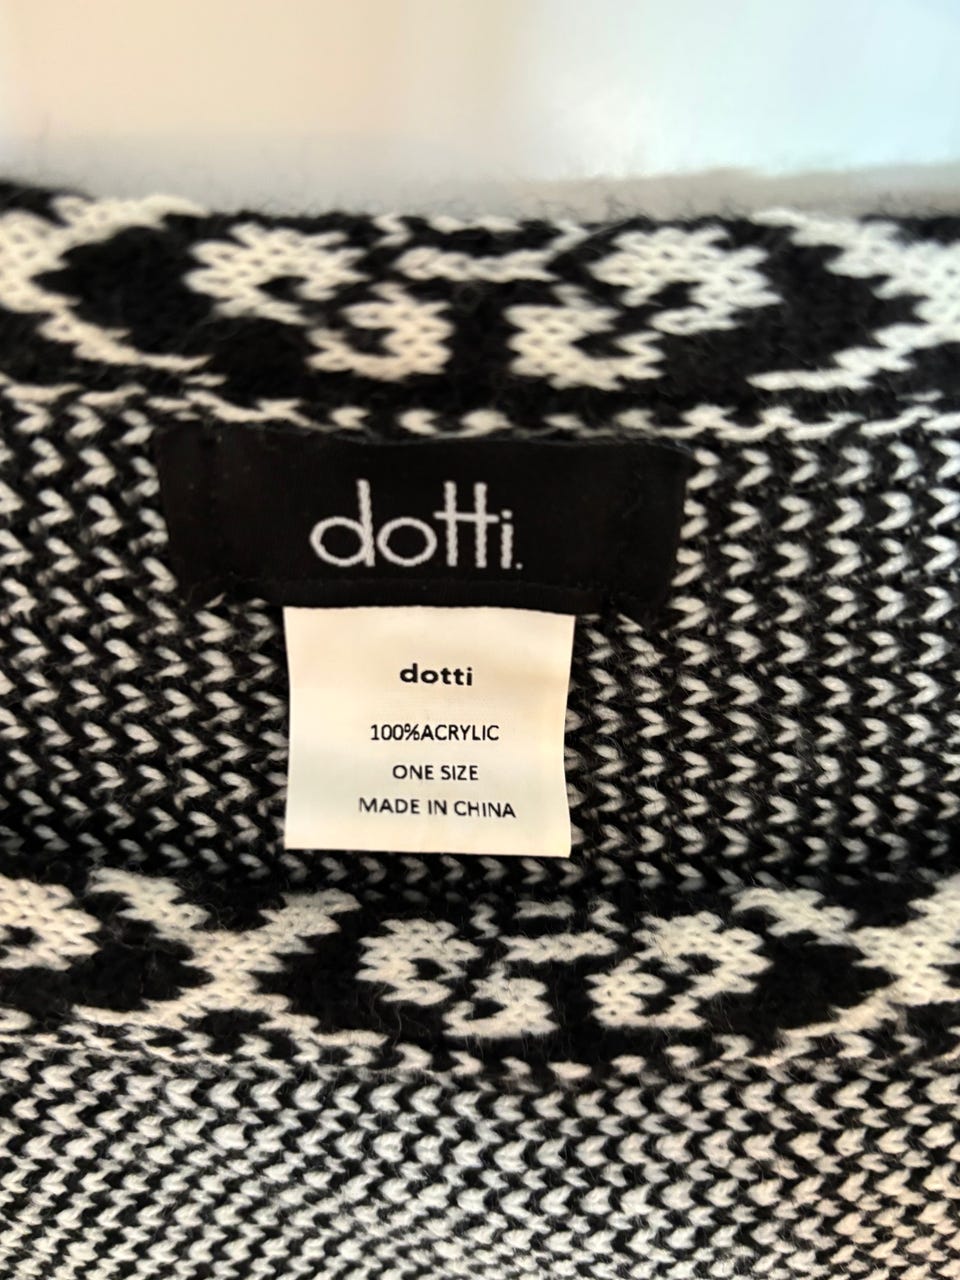 dotti.
dotti
100%ACRYLIC
ONE SIZE
MADE IN CHINA